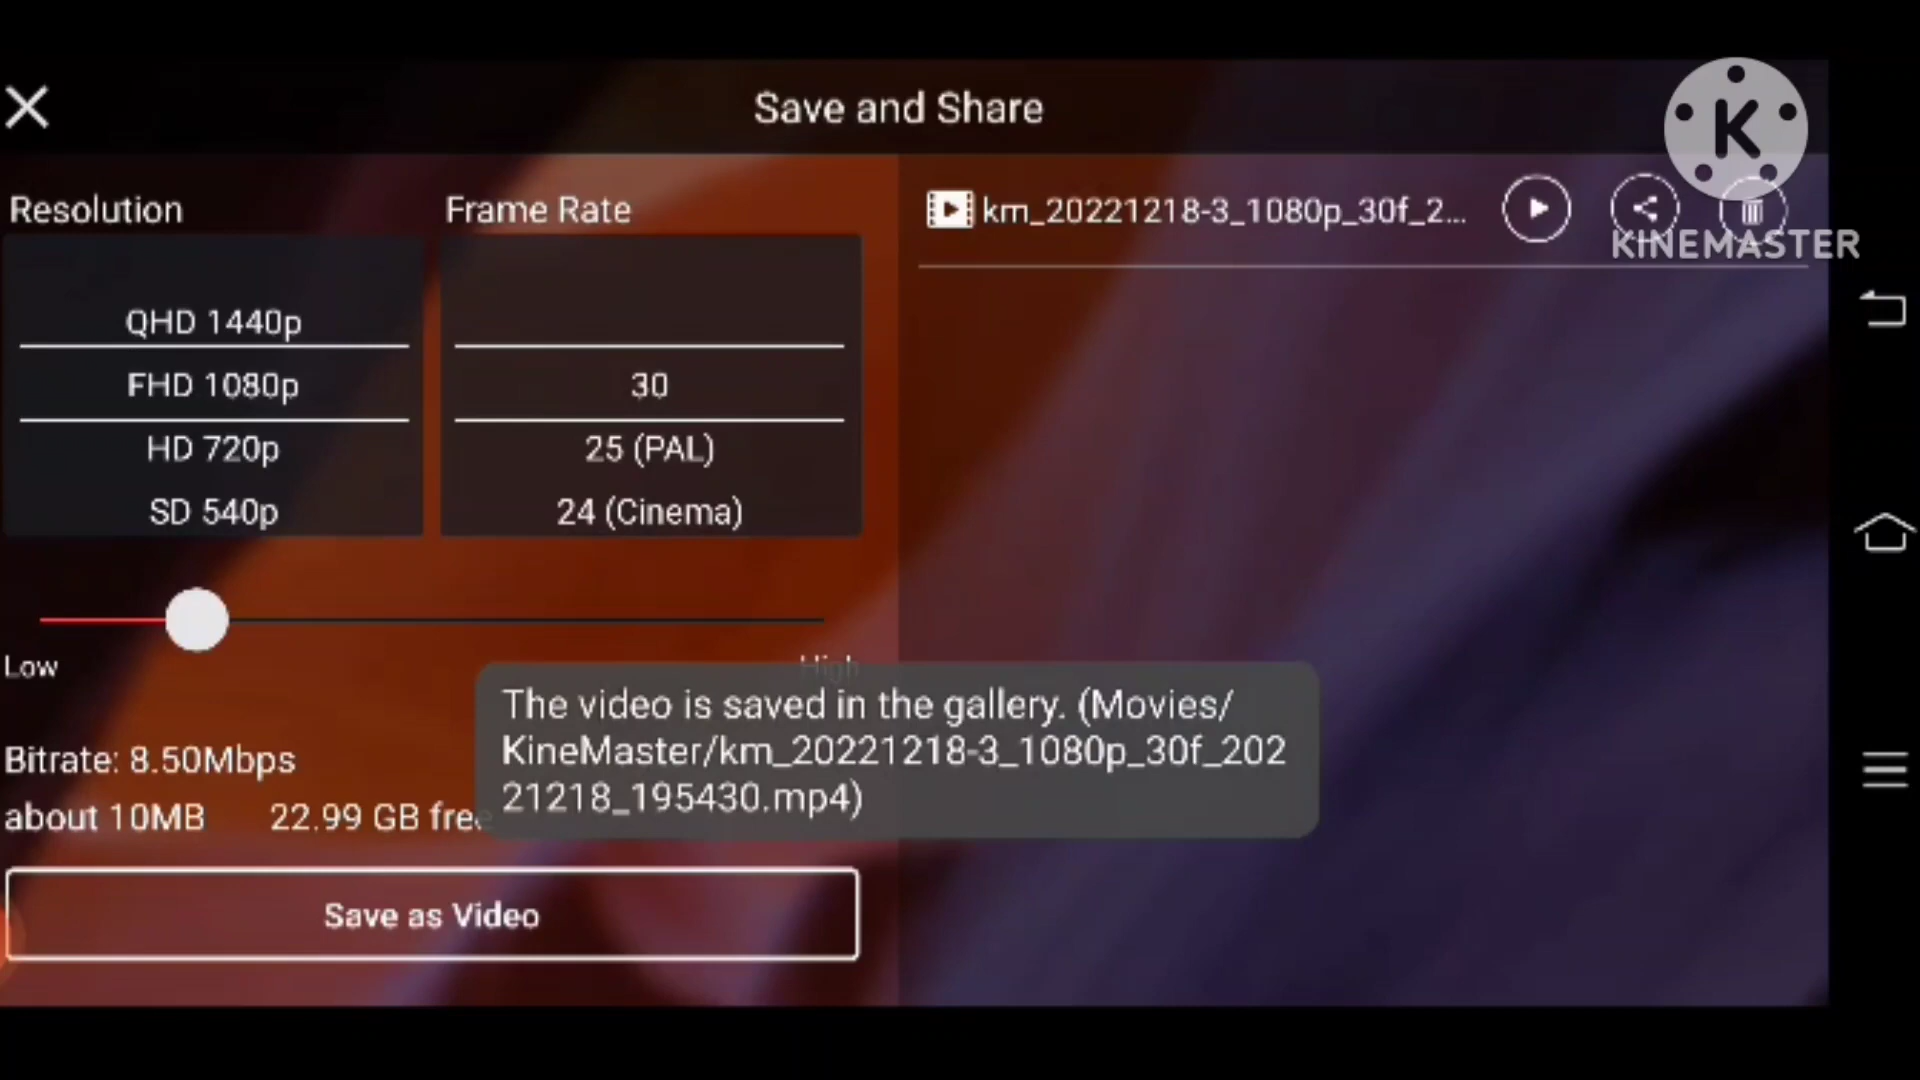 Save and Share
K
KINEMASTER
Resolution
Frame Rate
km_20221218-3_1080p_30f_2...
QHD 1440p
FHD 1080p
HD 720p
SD 540p
30
25 (PAL)
24 (Cinema)
Low
High
The video is saved in the gallery. (Movies/
KineMaster/km_20221218-3_1080p_30f_202
21218_195430.mp4)
Bitrate: 8.50Mbps
about 10MB
22.99 GB free
Save as Video